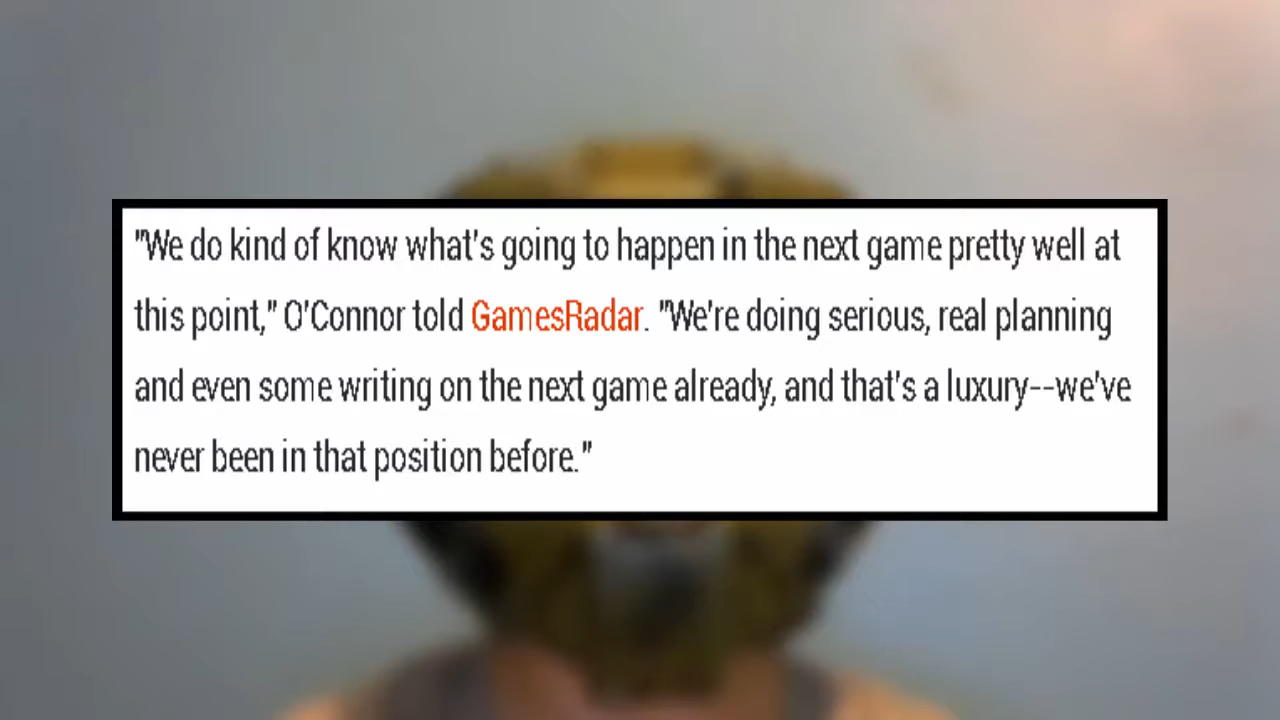 "We do kind of know what's going to happen in the next game pretty well at
this point," O'Connor told GamesRadar. "We're doing serious, real planning
and even some writing on the next game already, and that's a luxury--we've
never been in that position before."